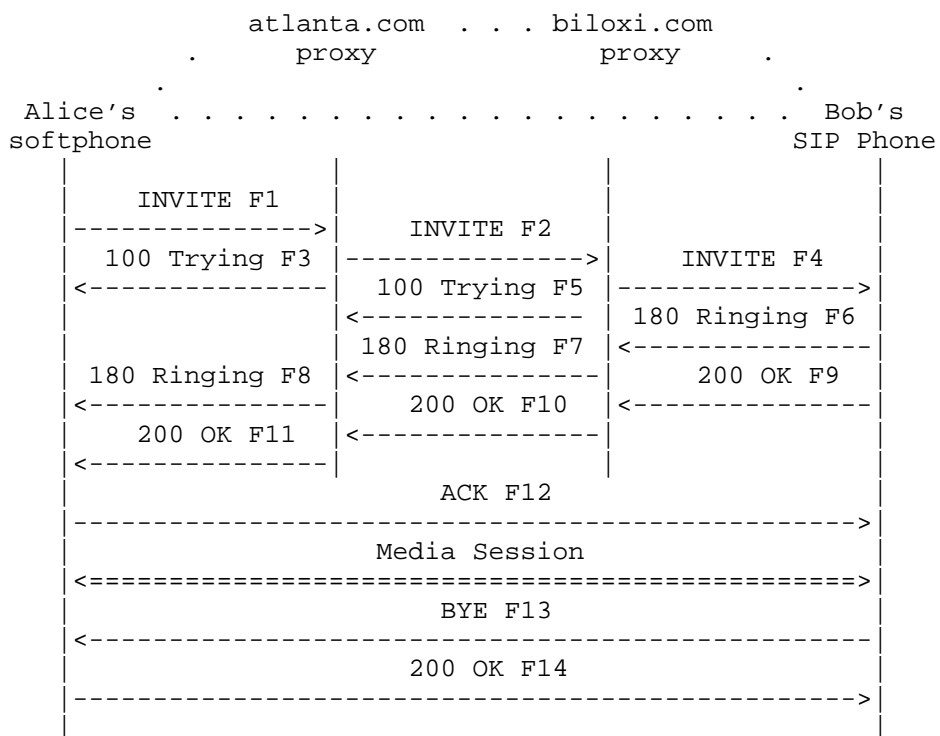 atlanta.com . . . biloxi.com
. proxy proxy .
. .
Alice's . . . . . . . . . . . . . . . . . . . . Bob's
softphone SIP Phone
| | | |
| INVITE F1 | | |
|--------------->| INVITE F2 | |
| 100 Trying F3 |--------------->| INVITE F4 |
|<---------------| 100 Trying F5 |--------------->|
| |<-------------- | 180 Ringing F6 |
| | 180 Ringing F7 |<---------------|
| 180 Ringing F8 |<---------------| 200 OK F9 |
|<---------------| 200 OK F10 |<---------------|
| 200 OK F11 |<---------------| |
|<---------------| | |
| ACK F12 |
|------------------------------------------------->|
| Media Session |
|<================================================>|
| BYE F13 |
|<-------------------------------------------------|
| 200 OK F14 |
|------------------------------------------------->|
| |